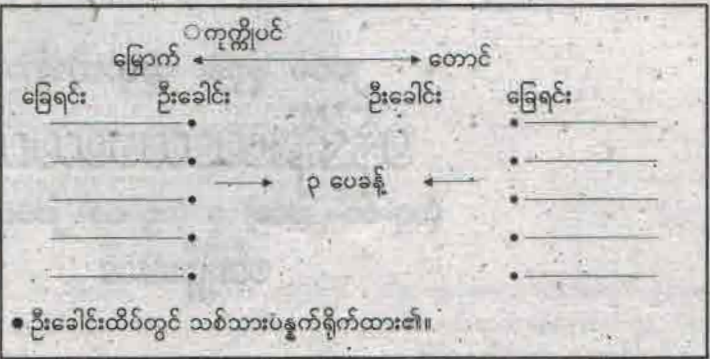 ကုက္ကိုပင်
မြောက် တောင်
ခြေရင်း ဦးခေါင်း ဦးခေါင်း ခြေရင်း
၃ ပေခန့်
ဦးခေါင်းထိပ်တွင် သစ်သားပန္နက်ရိုက်ထား၏။